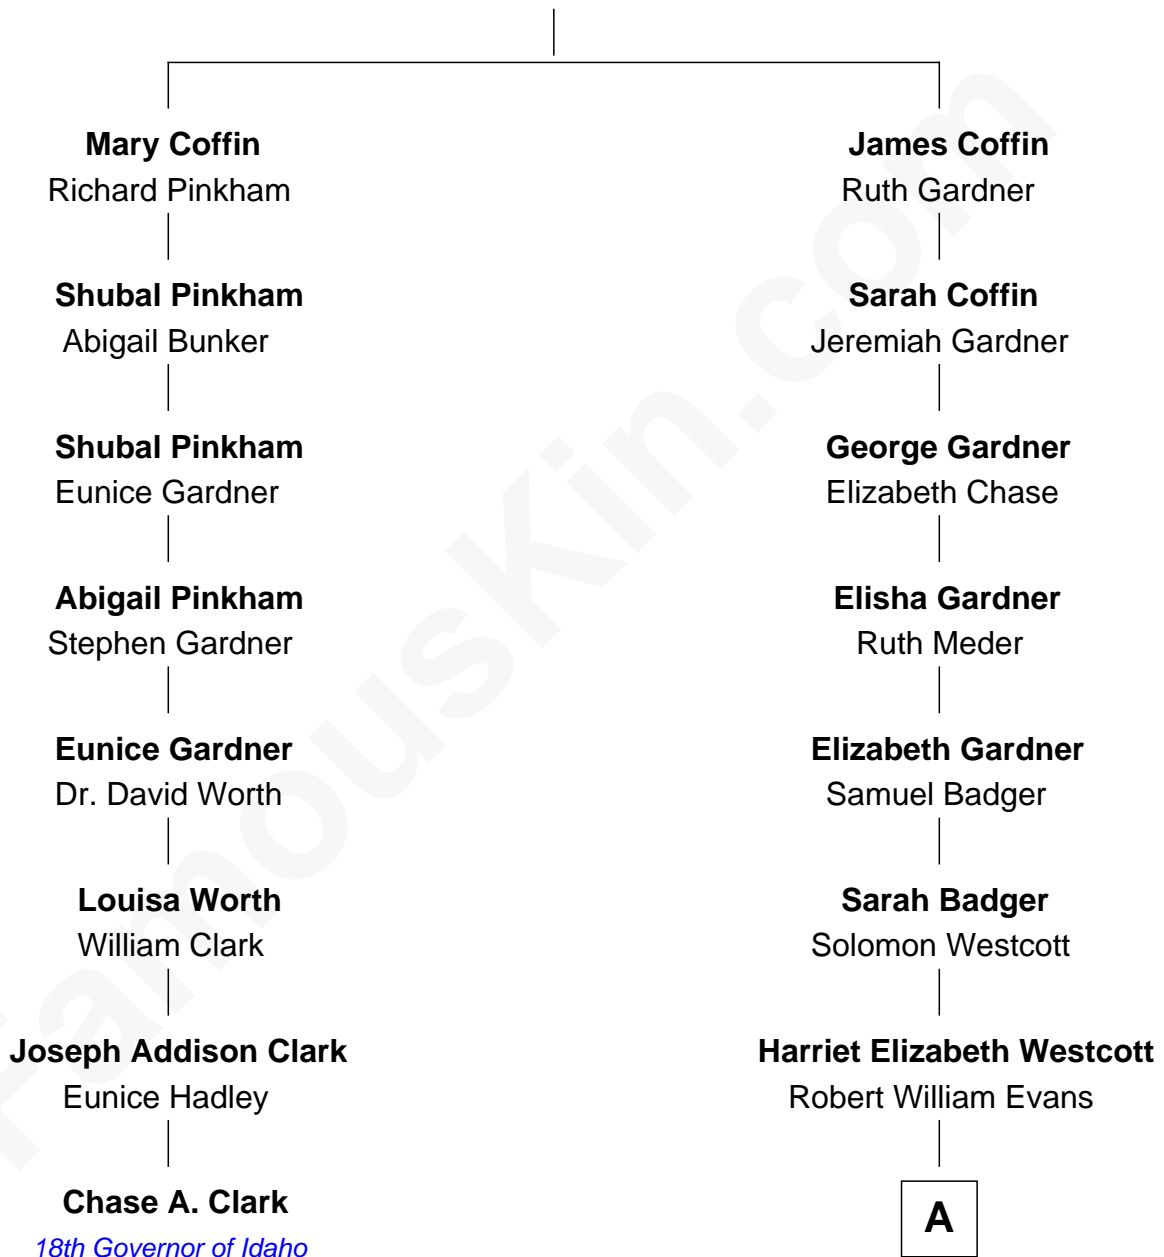 Mary Coffin
Richard Pinkham
James Coffin
Ruth Gardner
Shubal Pinkham
Abigail Bunker
Sarah Coffin
Jeremiah Gardner
Shubal Pinkham
Eunice Gardner
George Gardner
Elizabeth Chase
Abigail Pinkham
Stephen Gardner
Elisha Gardner
Ruth Meder
Eunice Gardner
Dr. David Worth
Elizabeth Gardner
Samuel Badger
Louisa Worth
William Clark
Sarah Badger
Solomon Westcott
Joseph Addison Clark
Eunice Hadley
Harriet Elizabeth Westcott
Robert William Evans
Chase A. Clark
18th Governor of Idaho
A
FamousKin.com